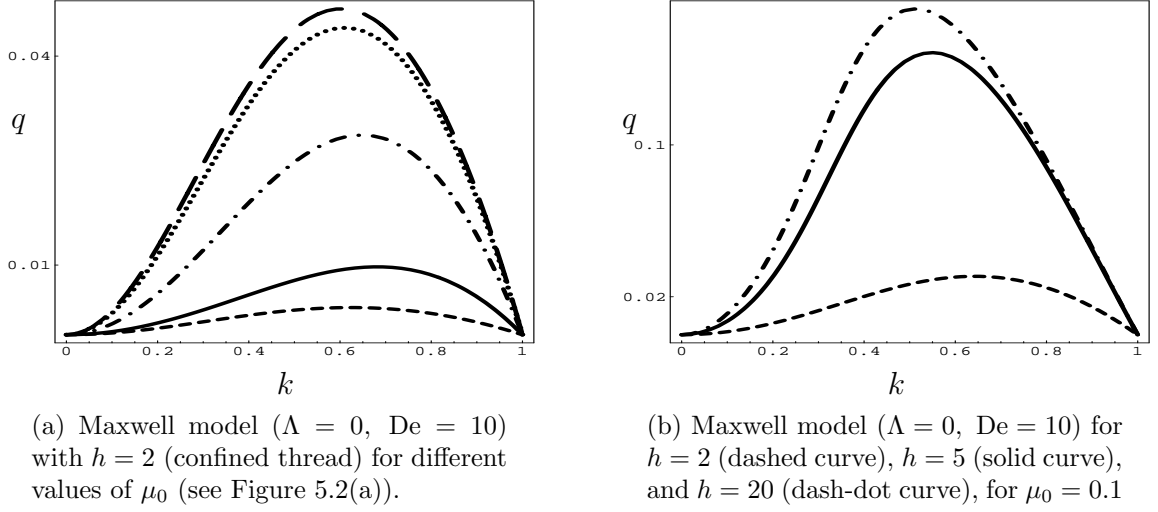 0.04
q
0.01
0
0.2
0.4
0.6
0.8
1
k
0.1
q
0.02
0
0.2
0.4
0.6
0.8
1
k
(a) Maxwell model (Λ = 0, De = 10)
with h = 2 (confined thread) for different
values of μ₀ (see Figure 5.2(a)).
(b) Maxwell model (Λ = 0, De = 10) for
h = 2 (dashed curve), h = 5 (solid curve),
and h = 20 (dash-dot curve), for μ₀ = 0.1